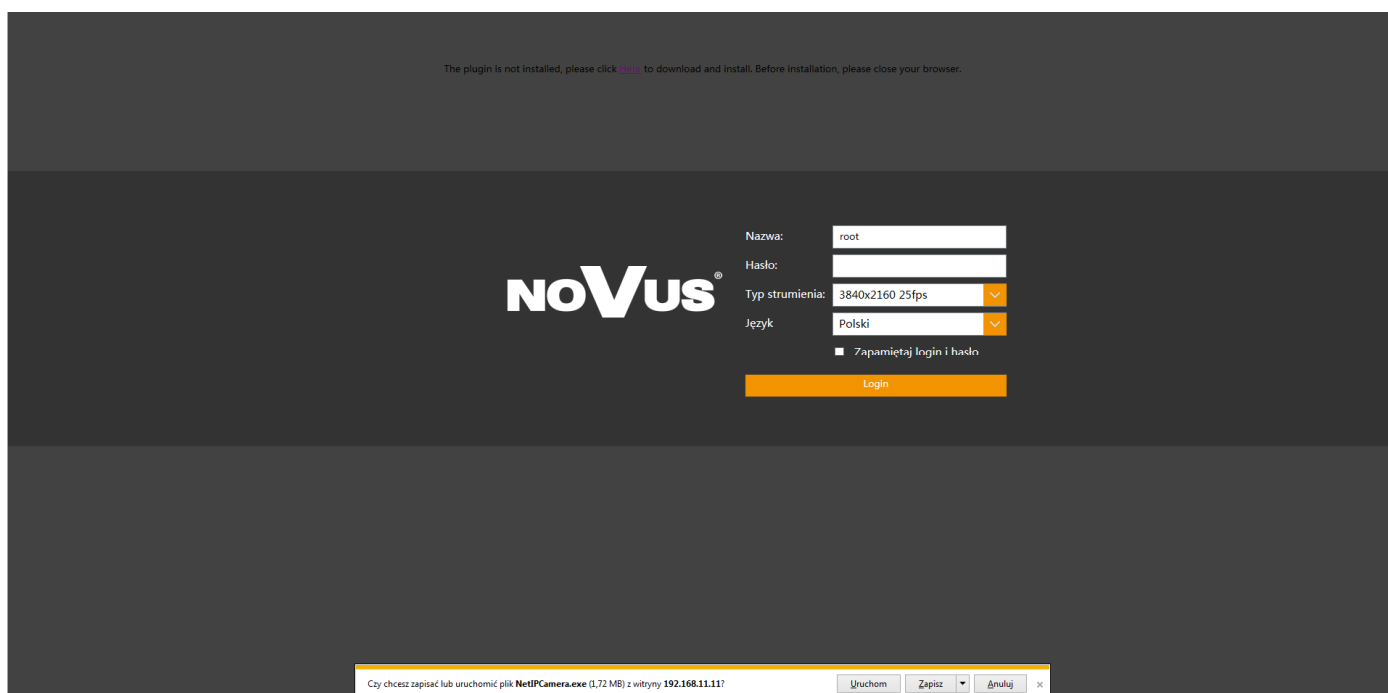 The plugin is not installed, please click Here to download and install. Before installation, please close your browser.
Nazwa: root
Hasło:
NOVUS®
Typ strumienia: 3840x2160 25fps
Język Polski
Zapamiętaj login i hasło
Login
Czy chcesz zapisać lub uruchomić plik NetIPCamera.exe (1,72 MB) z witryny 192.168.11.11? Uruchom Zapisz Anuluj ×